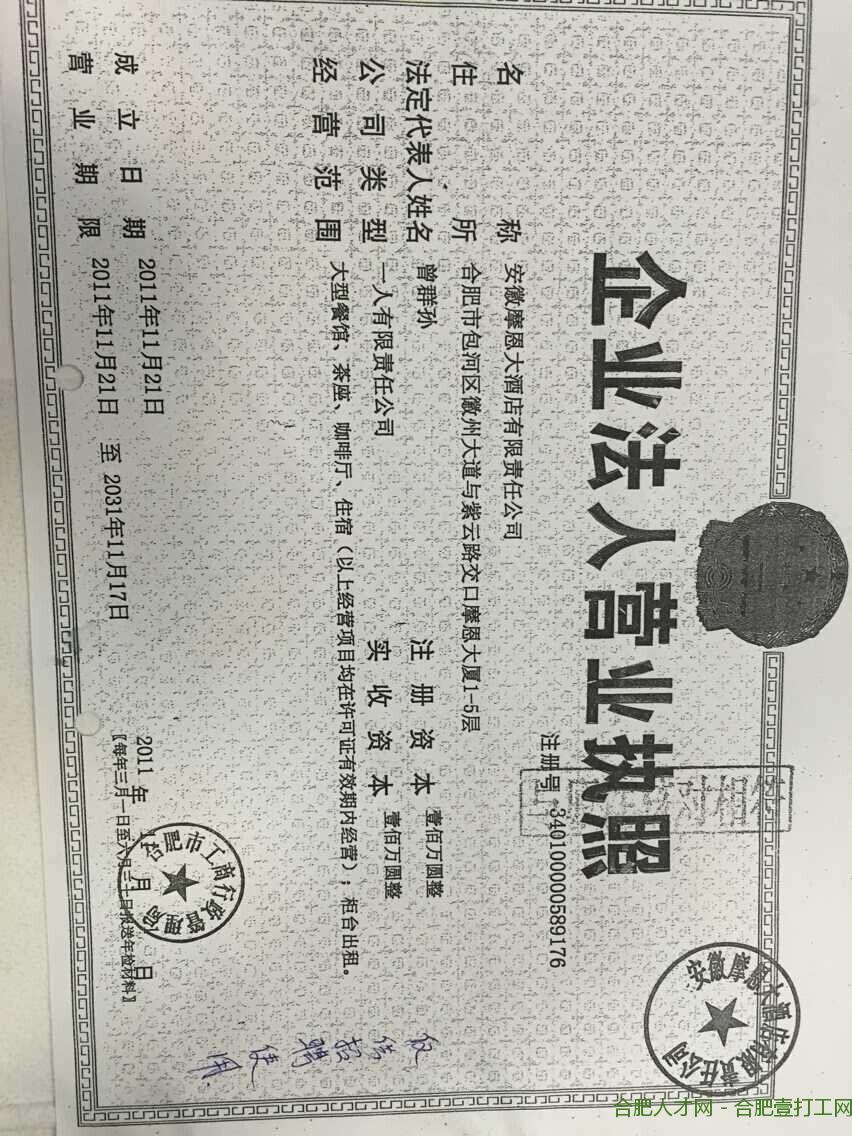 企业法人营业执照
注册号 340100000589176
名称 安徽摩恩大酒店有限责任公司
住所 合肥市包河区徽州大道与紫云路交口摩恩大厦1-5层
法定代表人姓名 曾群孙
注册资本 壹佰万圆整
公司类型 一人有限责任公司
实收资本 壹佰万圆整
经营范围 大型餐馆、茶座、咖啡厅、住宿（以上经营项目均在许可证有效期内经营）；柜台出租。
成立日期 2011年11月21日
营业期限 2011年11月21日 至 2031年11月17日
2011年 月 日
【每年三月一日至六月三十日报送年检材料】
合肥市工商行政管理局
安徽摩恩大酒店有限责任公司
仅供招聘使用
合肥人才网 - 合肥壹打工网